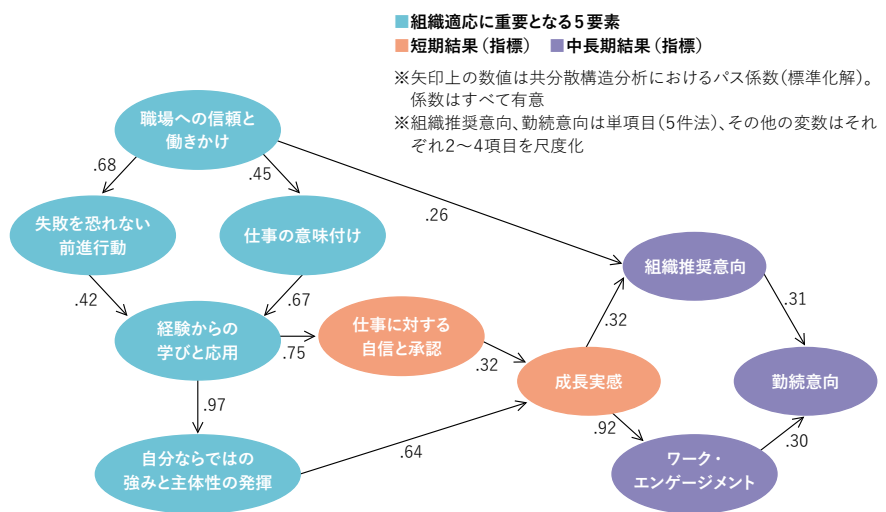 ■組織適応に重要となる5要素
■短期結果（指標） ■中長期結果（指標）
※矢印上の数値は共分散構造分析におけるパス係数（標準化解）。
係数はすべて有意
※組織推奨意向、勤続意向は単項目（5件法）、その他の変数はそれ
ぞれ2〜4項目を尺度化
職場への信頼と
働きかけ
.68
.45
.26
失敗を恐れない
前進行動
仕事の意味付け
組織推奨意向
.42
.67
.31
経験からの
学びと応用
.75
仕事に対する
自信と承認
.32
.32
成長実感
勤続意向
.97
.64
.92
.30
自分ならではの
強みと主体性の発揮
ワーク・
エンゲージメント